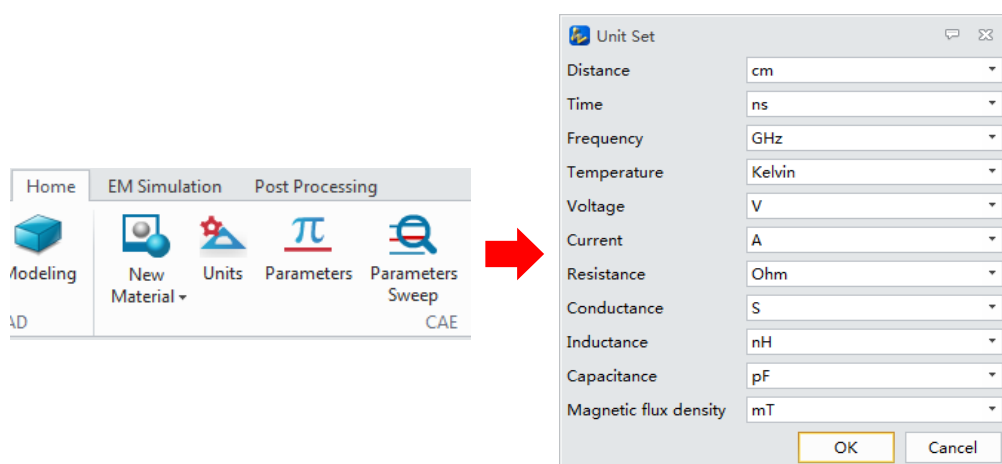 Home EM Simulation Post Processing
Modeling New Material Units Parameters Parameters Sweep
AD CAE
Unit Set
Distance cm
Time ns
Frequency GHz
Temperature Kelvin
Voltage V
Current A
Resistance Ohm
Conductance S
Inductance nH
Capacitance pF
Magnetic flux density mT
OK Cancel